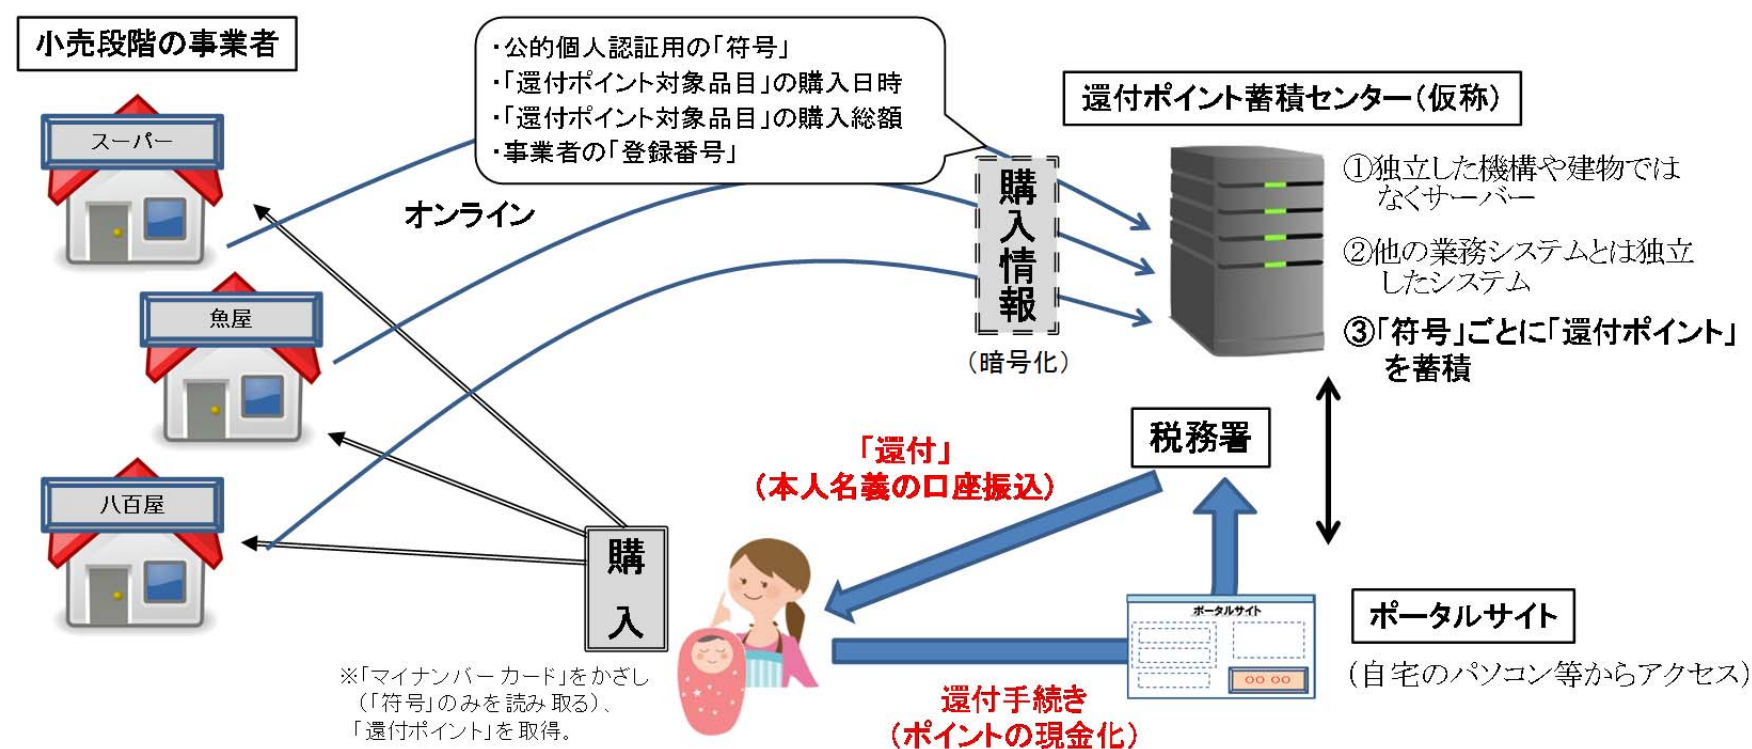 小売段階の事業者
スーパー
魚屋
八百屋
オンライン
・公的個人認証用の「符号」
・「還付ポイント対象品目」の購入日時
・「還付ポイント対象品目」の購入総額
・事業者の「登録番号」
購入情報
(暗号化)
還付ポイント蓄積センター(仮称)
①独立した機構や建物では
なくサーバー
②他の業務システムとは独立
したシステム
③「符号」ごとに「還付ポイント」
を蓄積
税務署
「還付」
(本人名義の口座振込)
購入
※「マイナンバーカード」をかざし
(「符号」のみを読み取る)、
「還付ポイント」を取得。
還付手続き
(ポイントの現金化)
ポータルサイト
○○ ○○
ポータルサイト
(自宅のパソコン等からアクセス)